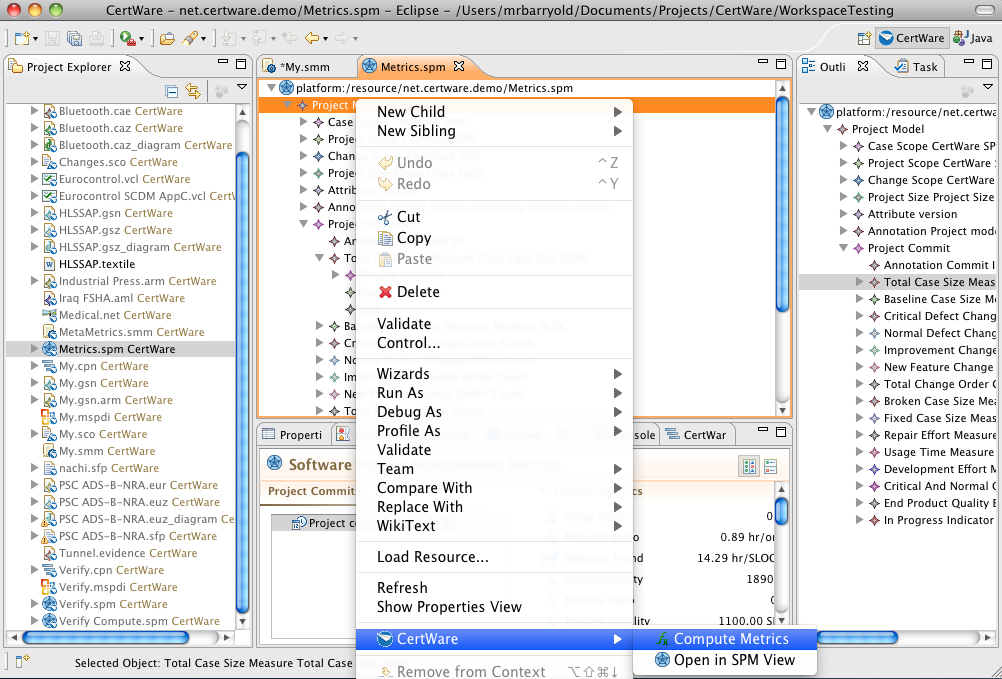 CertWare - net.certware.demo/Metrics.spm - Eclipse - /Users/mrbarryold/Documents/Projects/CertWare/WorkspaceTesting
CertWare
Java
Project Explorer
Bluetooth.cae CertWare
Bluetooth.caz CertWare
Bluetooth.caz_diagram CertWare
Changes.sco CertWare
Eurocontrol.vcl CertWare
Eurocontrol SCDM AppC.vcl CertW
HLSSAP.gsn CertWare
HLSSAP.gsz CertWare
HLSSAP.gsz_diagram CertWare
HLSSAP.textile
Industrial Press.arm CertWare
Iraq FSHA.aml CertWare
Medical.net CertWare
MetaMetrics.smm CertWare
Metrics.spm CertWare
My.cpn CertWare
My.gsn CertWare
My.gsn.arm CertWare
My.mspdi CertWare
My.sco CertWare
My.smm CertWare
nachi.sfp CertWare
PSC ADS-B-NRA.eur CertWare
PSC ADS-B-NRA.euz CertWare
PSC ADS-B-NRA.euz_diagram Ce
PSC ADS-B-NRA.sfp CertWare
Tunnel.evidence CertWare
Verify.cpn CertWare
Verify.mspdi CertWare
Verify.spm CertWare
Verify Compute.spm CertWare
*My.smm
Metrics.spm
platform:/resource/net.certware.demo/Metrics.spm
Project M
Case
Proje
Chan
Proje
Attrib
Anno
Proje
An
Tot
Ba
Cri
No
Im
Ne
Tot
New Child
New Sibling
Undo ^Z
Redo ^Y
Cut
Copy
Paste
Delete
Validate
Control...
Wizards
Run As
Debug As
Profile As
Validate
Team
Compare With
Replace With
WikiText
Load Resource...
Refresh
Show Properties View
CertWare
Remove from Context ⌥⇧⌘↓
Compute Metrics
Open in SPM View
Properti
sole
CertWar
Software
Project Commit
Project co
0
0.89 hr/or
14.29 hr/SLOC
1890
1100.00 S
Outli
Task
platform:/resource/net.certwa
Project Model
Case Scope CertWare SP
Project Scope CertWare
Change Scope CertWare
Project Size Project Size
Attribute version
Annotation Project mode
Project Commit
Annotation Commit I
Total Case Size Meas
Baseline Case Size M
Critical Defect Chang
Normal Defect Chang
Improvement Change
New Feature Change
Total Change Order C
Broken Case Size Mea
Fixed Case Size Meas
Repair Effort Measure
Usage Time Measure
Development Effort M
Critical And Normal C
End Product Quality E
In Progress Indicator
Selected Object: Total Case Size Measure Total Case